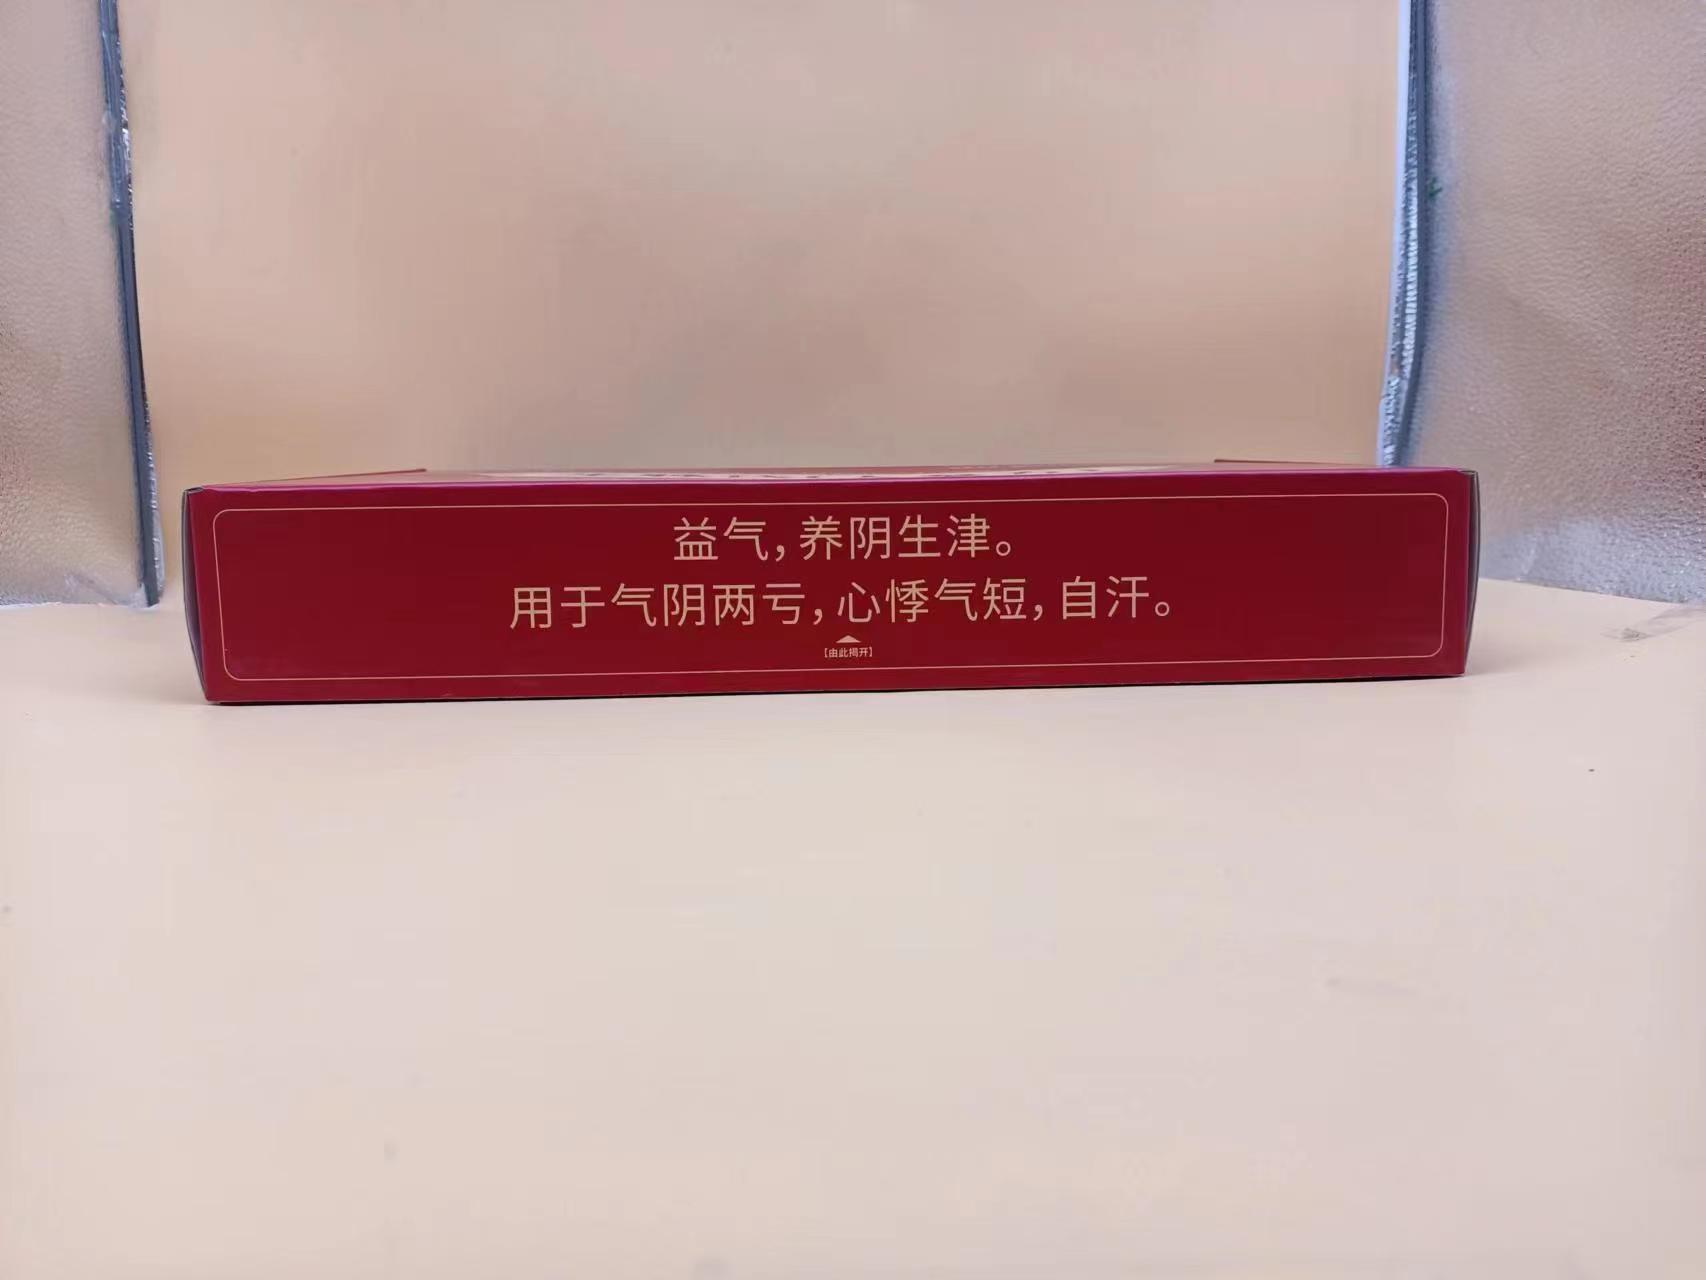 益气，养阴生津。
用于气阴两亏，心悸气短，自汗。
【由此揭开】